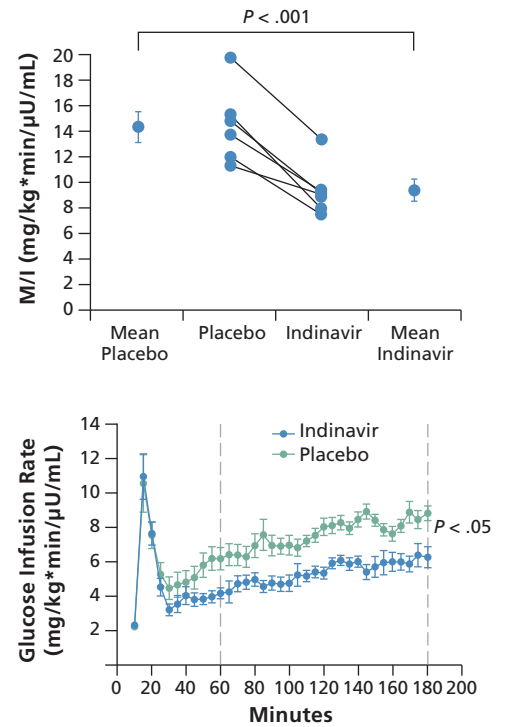 P < .001
M/I (mg/kg*min/µU/mL)
20
18
16
14
12
10
8
6
4
2
0
Mean Placebo
Placebo
Indinavir
Mean Indinavir
Glucose Infusion Rate
(mg/kg*min/µU/mL)
14
12
10
8
6
4
2
Indinavir
Placebo
P < .05
0 20 40 60 80 100 120 140 160 180 200
Minutes